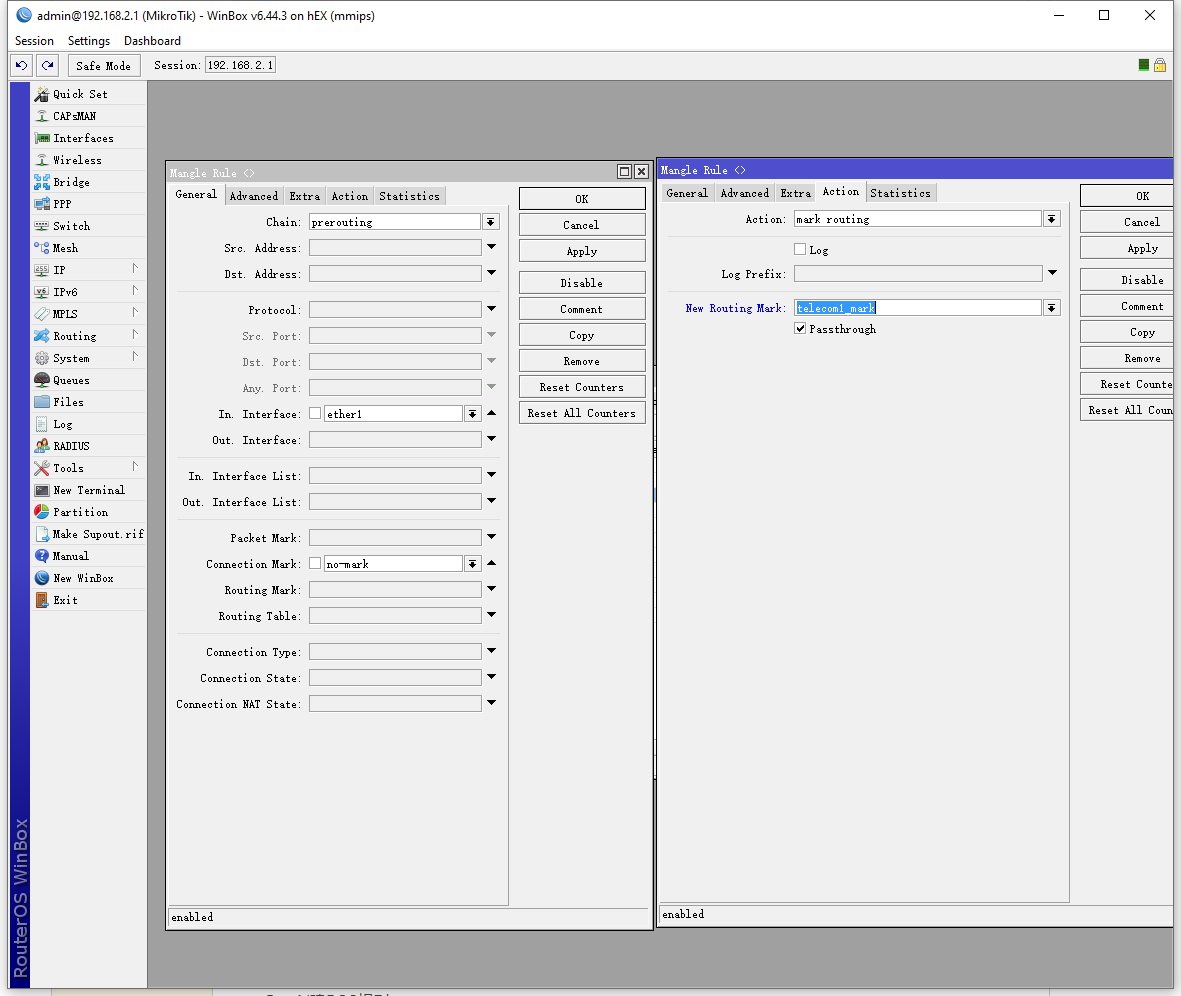 admin@192.168.2.1 (MikroTik) - WinBox v6.44.3 on hEX (mmips)
Session Settings Dashboard
Safe Mode Session: 192.168.2.1
Quick Set
CAPsMAN
Interfaces
Wireless
Bridge
PPP
Switch
Mesh
IP
IPv6
MPLS
Routing
System
Queues
Files
Log
RADIUS
Tools
New Terminal
Partition
Make Supout.rif
Manual
New WinBox
Exit
RouterOS WinBox
Mangle Rule <>
General Advanced Extra Action Statistics
Chain: prerouting
Src. Address:
Dst. Address:
Protocol:
Src. Port:
Dst. Port:
Any. Port:
In. Interface: ether1
Out. Interface:
In. Interface List:
Out. Interface List:
Packet Mark:
Connection Mark: no-mark
Routing Mark:
Routing Table:
Connection Type:
Connection State:
Connection NAT State:
OK
Cancel
Apply
Disable
Comment
Copy
Remove
Reset Counters
Reset All Counters
enabled
Mangle Rule <>
General Advanced Extra Action Statistics
Action: mark routing
Log
Log Prefix:
New Routing Mark: telecom1_mark
Passthrough
OK
Cancel
Apply
Disable
Comment
Copy
Remove
Reset Counte
Reset All Coun
enabled